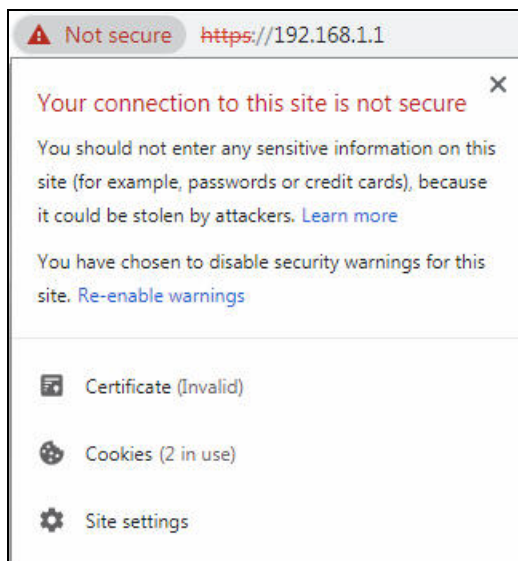 Not secure https://192.168.1.1
Your connection to this site is not secure
You should not enter any sensitive information on this
site (for example, passwords or credit cards), because
it could be stolen by attackers. Learn more
You have chosen to disable security warnings for this
site. Re-enable warnings
Certificate (Invalid)
Cookies (2 in use)
Site settings